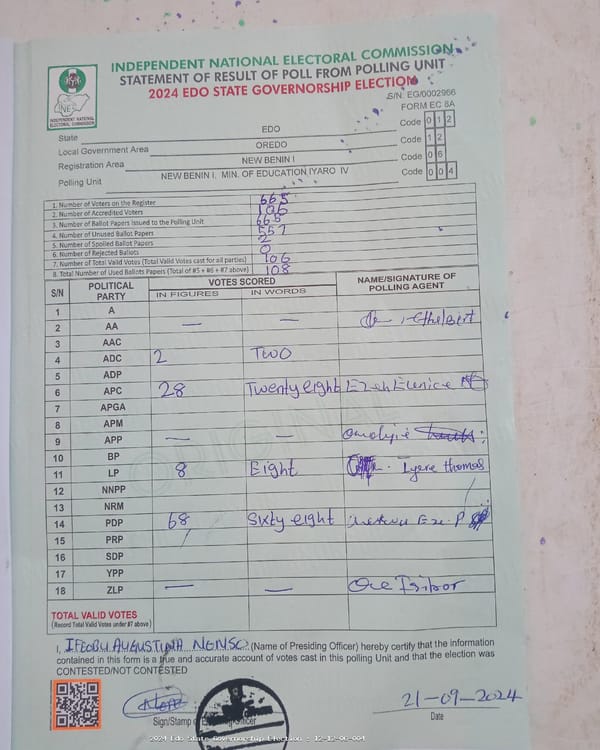 INDEPENDENT NATIONAL ELECTORAL COMMISSION
STATEMENT OF RESULT OF POLL FROM POLLING UNIT
2024 EDO STATE GOVERNORSHIP ELECTION
INEC
INDEPENDENT NATIONAL ELECTORAL COMMISSION
S/N: EG/0002966
FORM EC 8A
State EDO Code 0 1 2
Local Government Area OREDO Code 1 2
Registration Area NEW BENIN I Code 0 6
Polling Unit NEW BENIN I, MIN. OF EDUCATION IYARO IV Code 0 0 4
1. Number of Voters on the Register 665
2. Number of Accredited Voters
3. Number of Ballot Papers Issued to the Polling Unit 665
4. Number of Unused Ballot Papers 557
5. Number of Spoiled Ballot Papers 2
6. Number of Rejected Ballots 0
7. Number of Total Valid Votes (Total Valid Votes cast for all parties) 106
8. Total Number of Used Ballots Papers (Total of #5 + #6 + #7 above) 108
S/N POLITICAL PARTY VOTES SCORED NAME/SIGNATURE OF POLLING AGENT
IN FIGURES IN WORDS
1 A
2 AA — —
3 AAC
4 ADC 2 TWO
5 ADP
6 APC 28 Twenty eight Ezeh Eunice
7 APGA
8 APM
9 APP — —
10 BP
11 LP 8 Eight Iyere thomas
12 NNPP
13 NRM
14 PDP 68 Sixty eight
15 PRP
16 SDP
17 YPP
18 ZLP — —
TOTAL VALID VOTES
(Record Total Valid Votes under #7 above)
I, AUGUSTINA (Name of Presiding Officer) hereby certify that the information
contained in this form is a true and accurate account of votes cast in this polling Unit and that the election was
CONTESTED/NOT CONTESTED
Sign/Stamp of Officer
21-09-2024
Date
2024 Edo State Governorship Election : 12-12-06-004